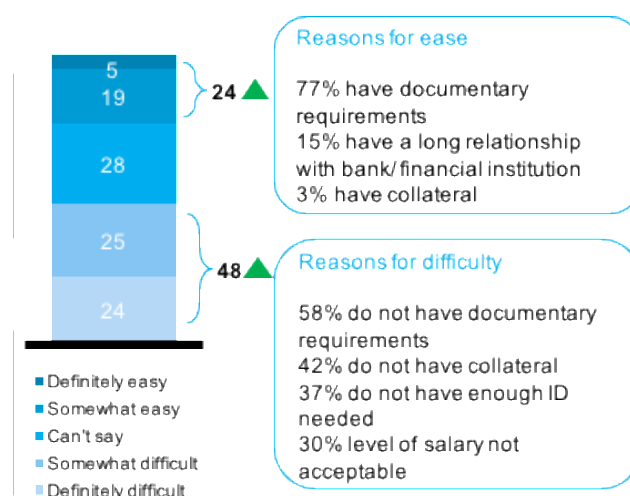 Reasons for ease
77% have documentary
requirements
15% have a long relationship
with bank/financial institution
3% have collateral
5
19
24
28
25
24
48
Reasons for difficulty
58% do not have documentary
requirements
42% do not have collateral
37% do not have enough ID
needed
30% level of salary not
acceptable
Definitely easy
Somewhat easy
Can't say
Somewhat difficult
Definitely difficult